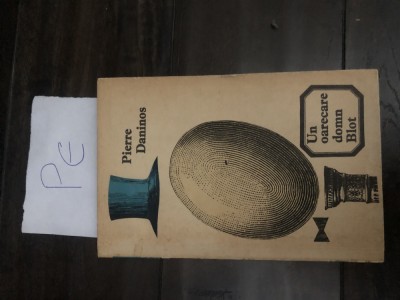 PE
Pierre
Daninos
Un
oarecare
domn
Blot